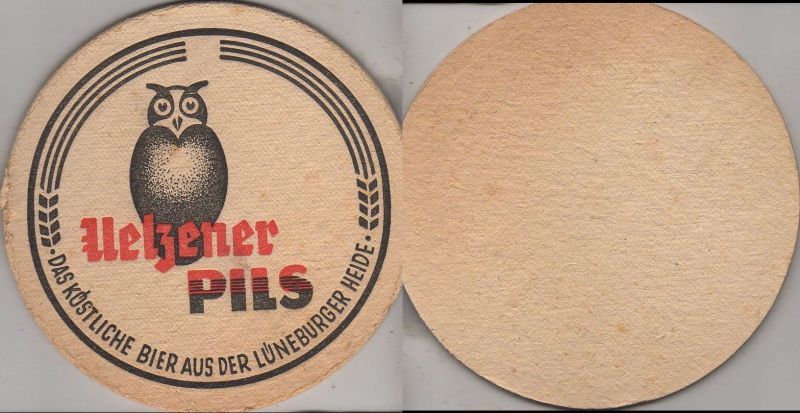 Uelzener
PILS
· DAS KÖSTLICHE BIER AUS DER LÜNEBURGER HEIDE ·